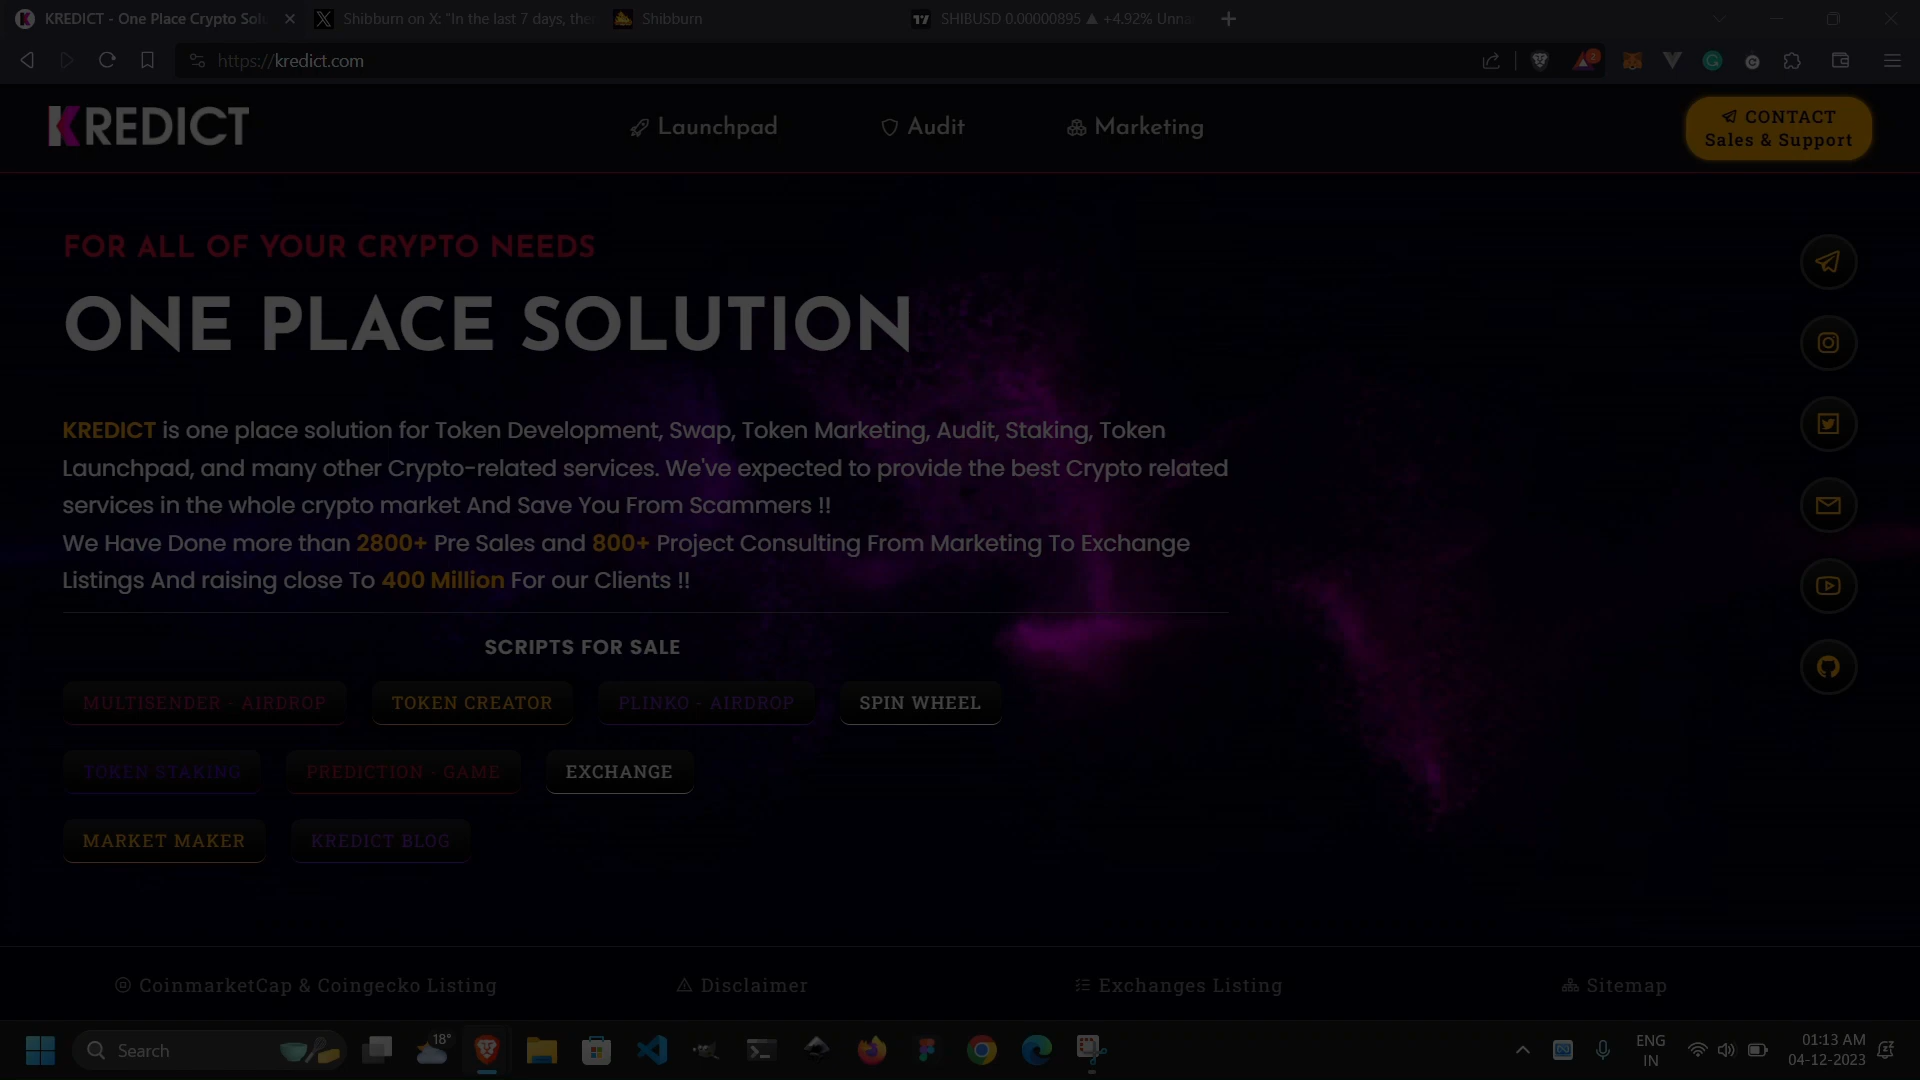 KREDICT - One Place Crypto Solu
Shibburn on X: "In the last 7 days, the
Shibburn
SHIBUSD 0.00000895 ▲ +4.92% Unna
https://kredict.com
2
KREDICT
Launchpad
Audit
Marketing
CONTACT
Sales & Support
FOR ALL OF YOUR CRYPTO NEEDS
ONE PLACE SOLUTION
KREDICT is one place solution for Token Development, Swap, Token Marketing, Audit, Staking, Token
Launchpad, and many other Crypto-related services. We've expected to provide the best Crypto related
services in the whole crypto market And Save You From Scammers !!
We Have Done more than 2800+ Pre Sales and 800+ Project Consulting From Marketing To Exchange
Listings And raising close To 400 Million For our Clients !!
SCRIPTS FOR SALE
MULTISENDER - AIRDROP
TOKEN CREATOR
PLINKO - AIRDROP
SPIN WHEEL
TOKEN STAKING
PREDICTION - GAME
EXCHANGE
MARKET MAKER
KREDICT BLOG
CoinmarketCap & Coingecko Listing
Disclaimer
Exchanges Listing
Sitemap
Search
18°
ENG
IN
01:13 AM
04-12-2023